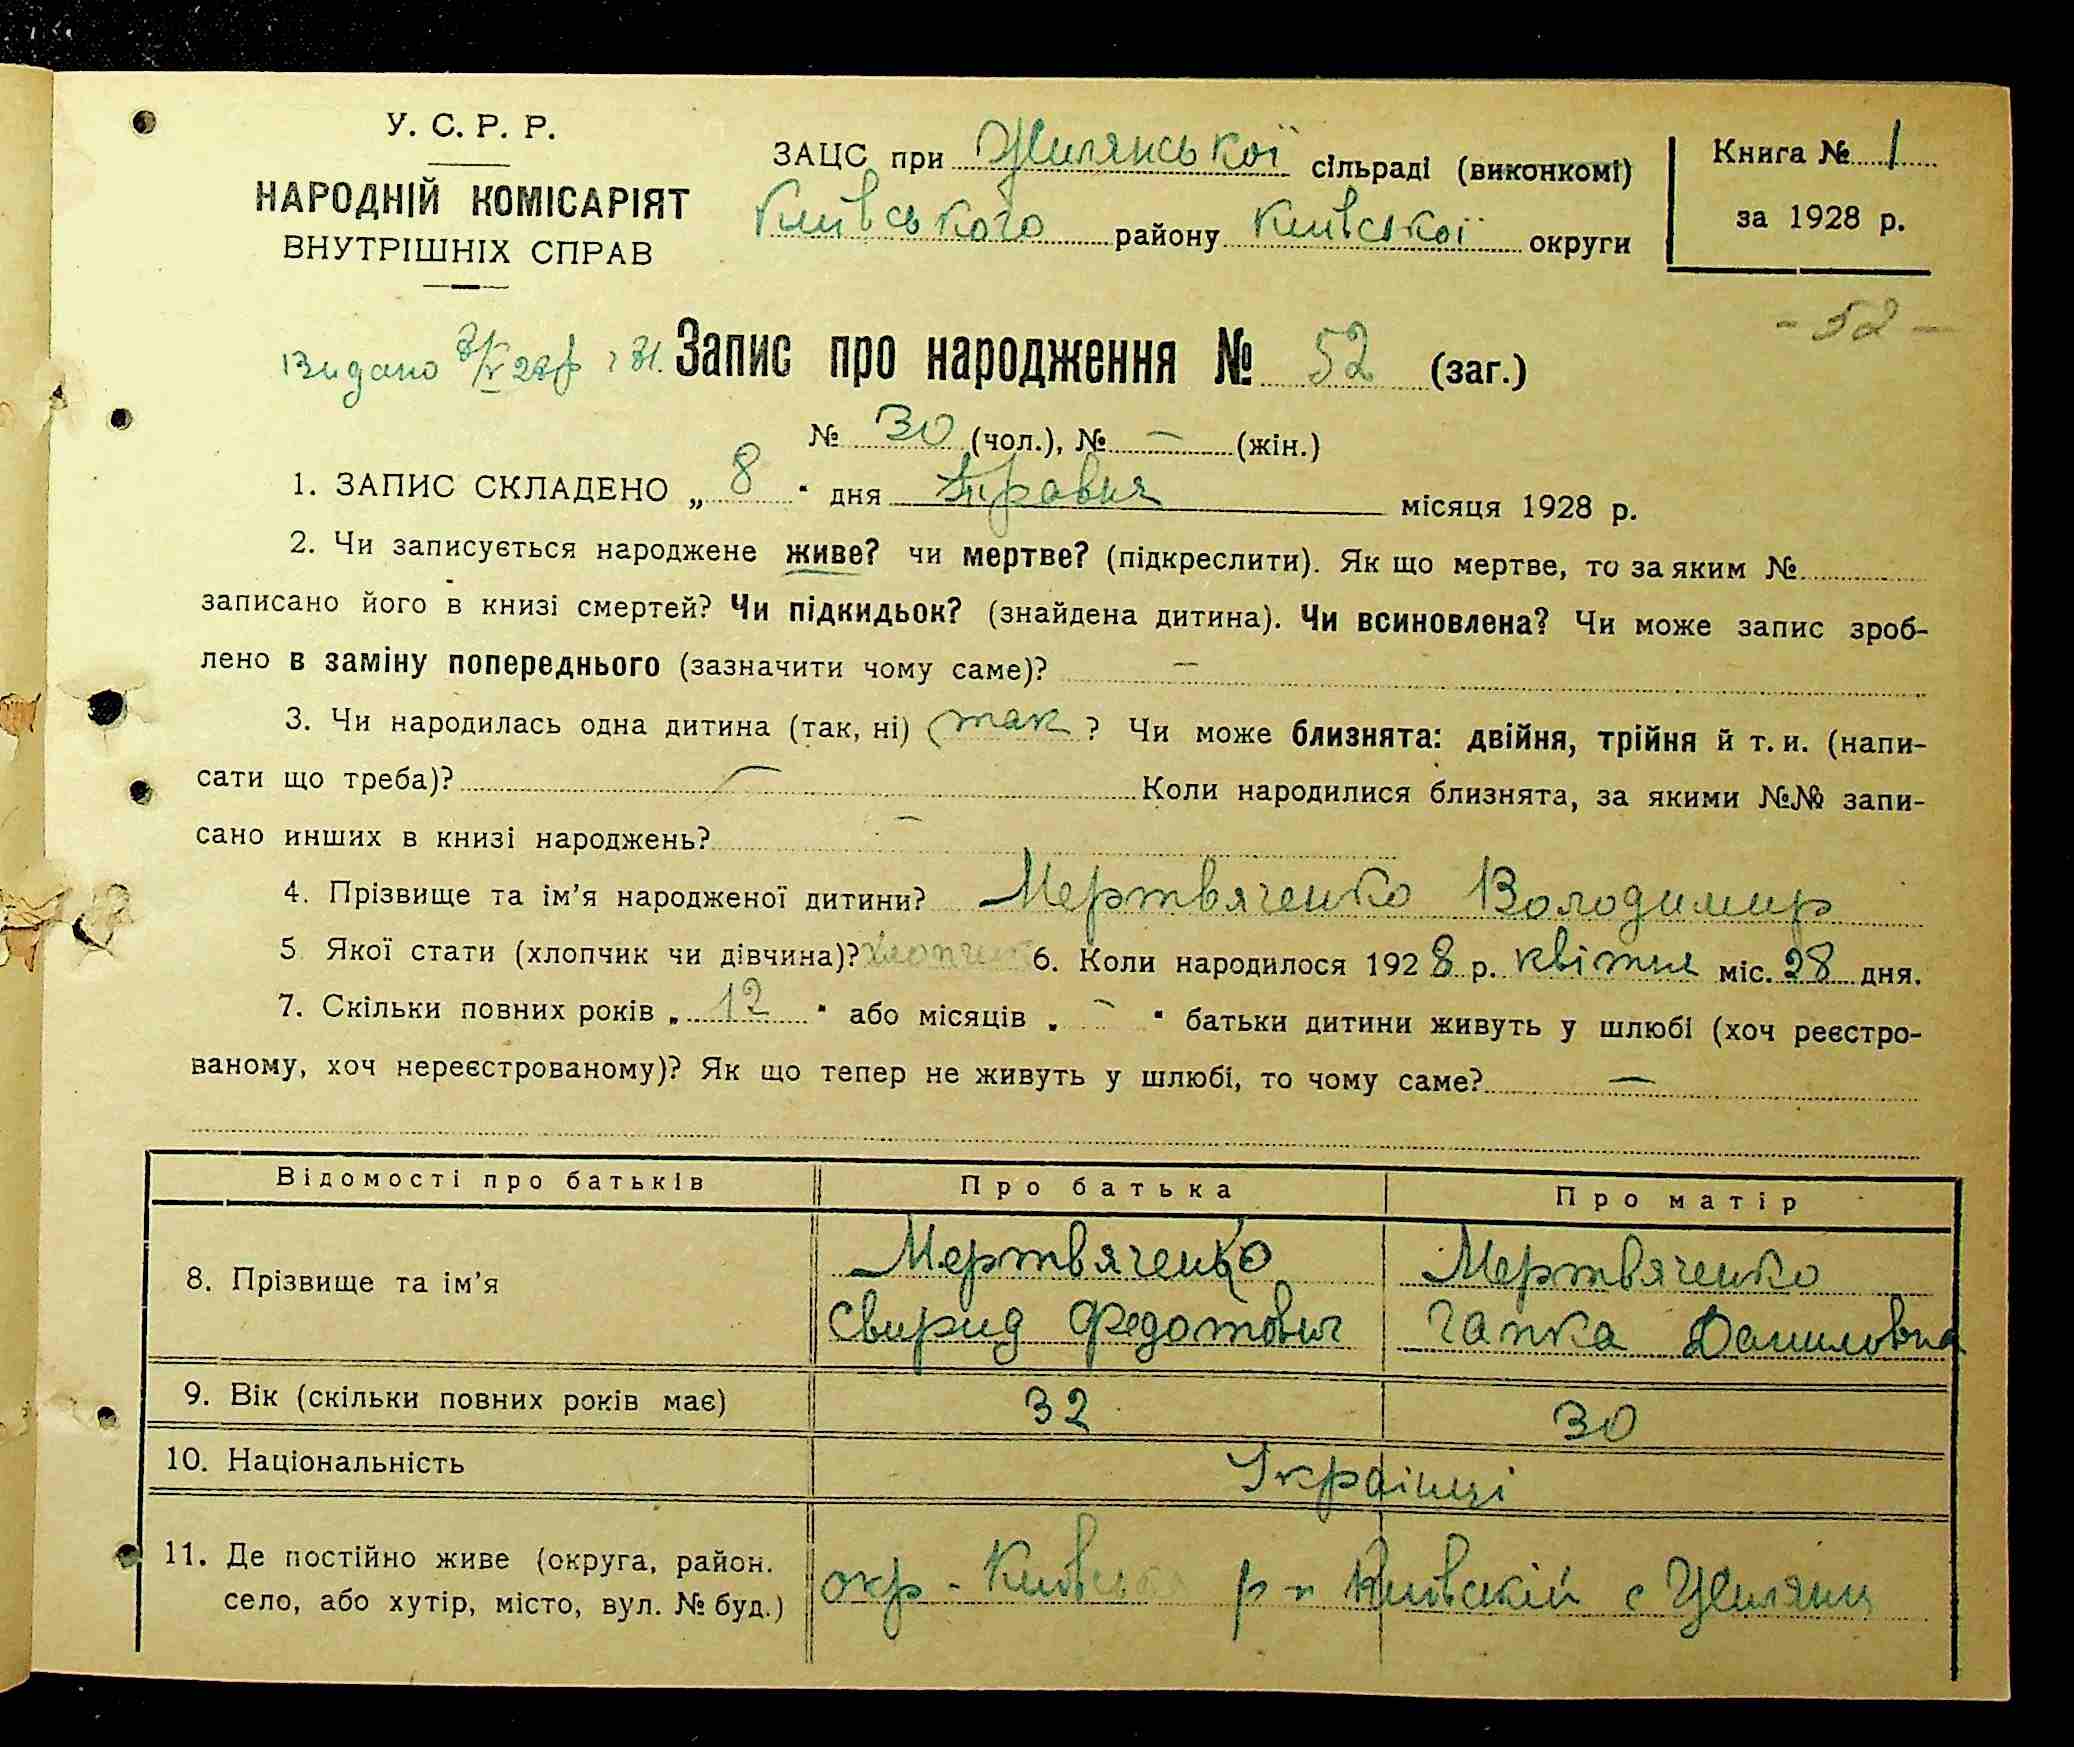 У. С. Р. Р.
НАРОДНІЙ КОМІСАРІЯТ
ВНУТРІШНІХ СПРАВ
ЗАЦС при Жилянської сільраді (виконкомі)
Київського району Київської округи
Книга № 1
за 1928 р.
- 52 -
Видано 8/V 28 р
Запис про народження № 52 (заг.)
№ 30 (чол.), № — (жін.)
1. ЗАПИС СКЛАДЕНО „ 8 " дня Травня місяця 1928 р.
2. Чи записується народжене живе? чи мертве? (підкреслити). Як що мертве, то за яким №
записано його в книзі смертей? Чи підкидьок? (знайдена дитина). Чи всиновлена? Чи може запис зроб-
лено в заміну попереднього (зазначити чому саме)? —
3. Чи народилась одна дитина (так, ні) (так ? Чи може близнята: двійня, трійня й т. и. (напи-
сати що треба)? — Коли народилися близнята, за якими №№ запи-
сано инших в книзі народжень? —
4. Прізвище та ім'я народженої дитини? Мертвяченко Володимир
5 Якої стати (хлопчик чи дівчина)? хлопчик 6. Коли народилося 1928 р. квітня міс. 28 дня.
7. Скільки повних років „ 12 " або місяців „ — " батьки дитини живуть у шлюбі (хоч реєстро-
ваному, хоч нереєстрованому)? Як що тепер не живуть у шлюбі, то чому саме? —
Відомості про батьків Про батька Про матір
8. Прізвище та ім'я
Мертвяченко Мертвяченко
Свирид Федотович Гапка Даниловна
9. Вік (скільки повних років має) 32 30
10. Національність Українці
11. Де постійно живе (округа, район.
село, або хутір, місто, вул. № буд.)
окр - Київська р-н Київскій с Жиляни